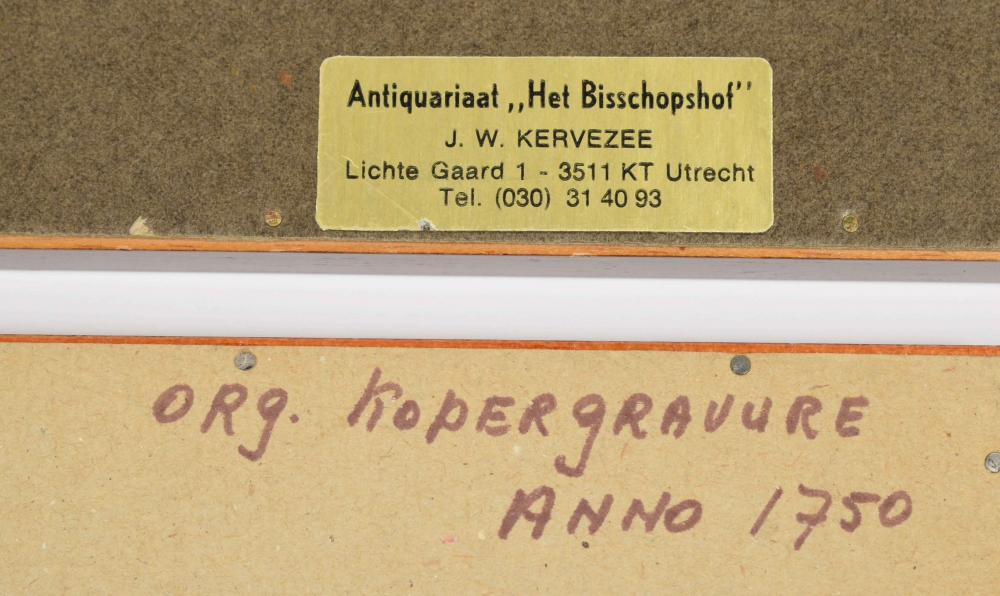 Antiquariaat „Het Bisschopshof”
J. W. KERVEZEE
Lichte Gaard 1 - 3511 KT Utrecht
Tel. (030) 31 40 93
ORg. KopERgRAVURE
ANNO 1750